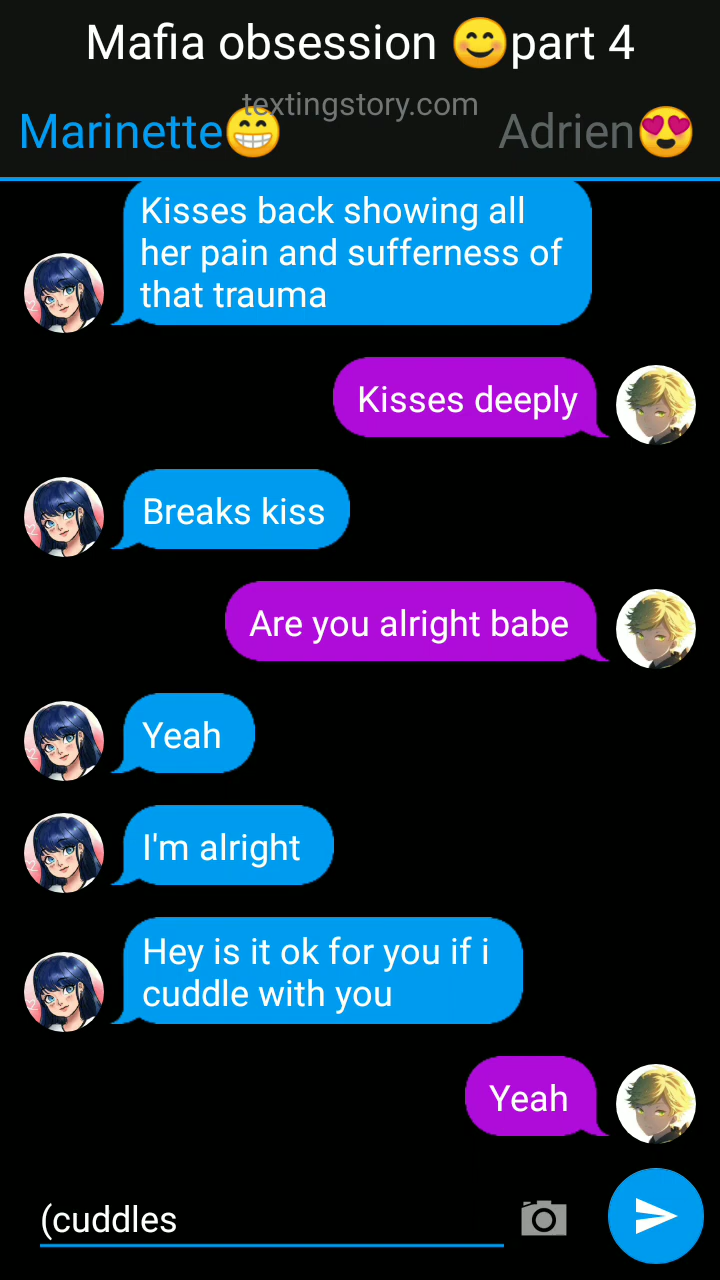 Mafia obsession 😊part 4
textingstory.com
Marinette😁 Adrien😍
Kisses back showing all
her pain and sufferness of
that trauma
Kisses deeply
Breaks kiss
Are you alright babe
Yeah
I'm alright
Hey is it ok for you if i
cuddle with you
Yeah
(cuddles